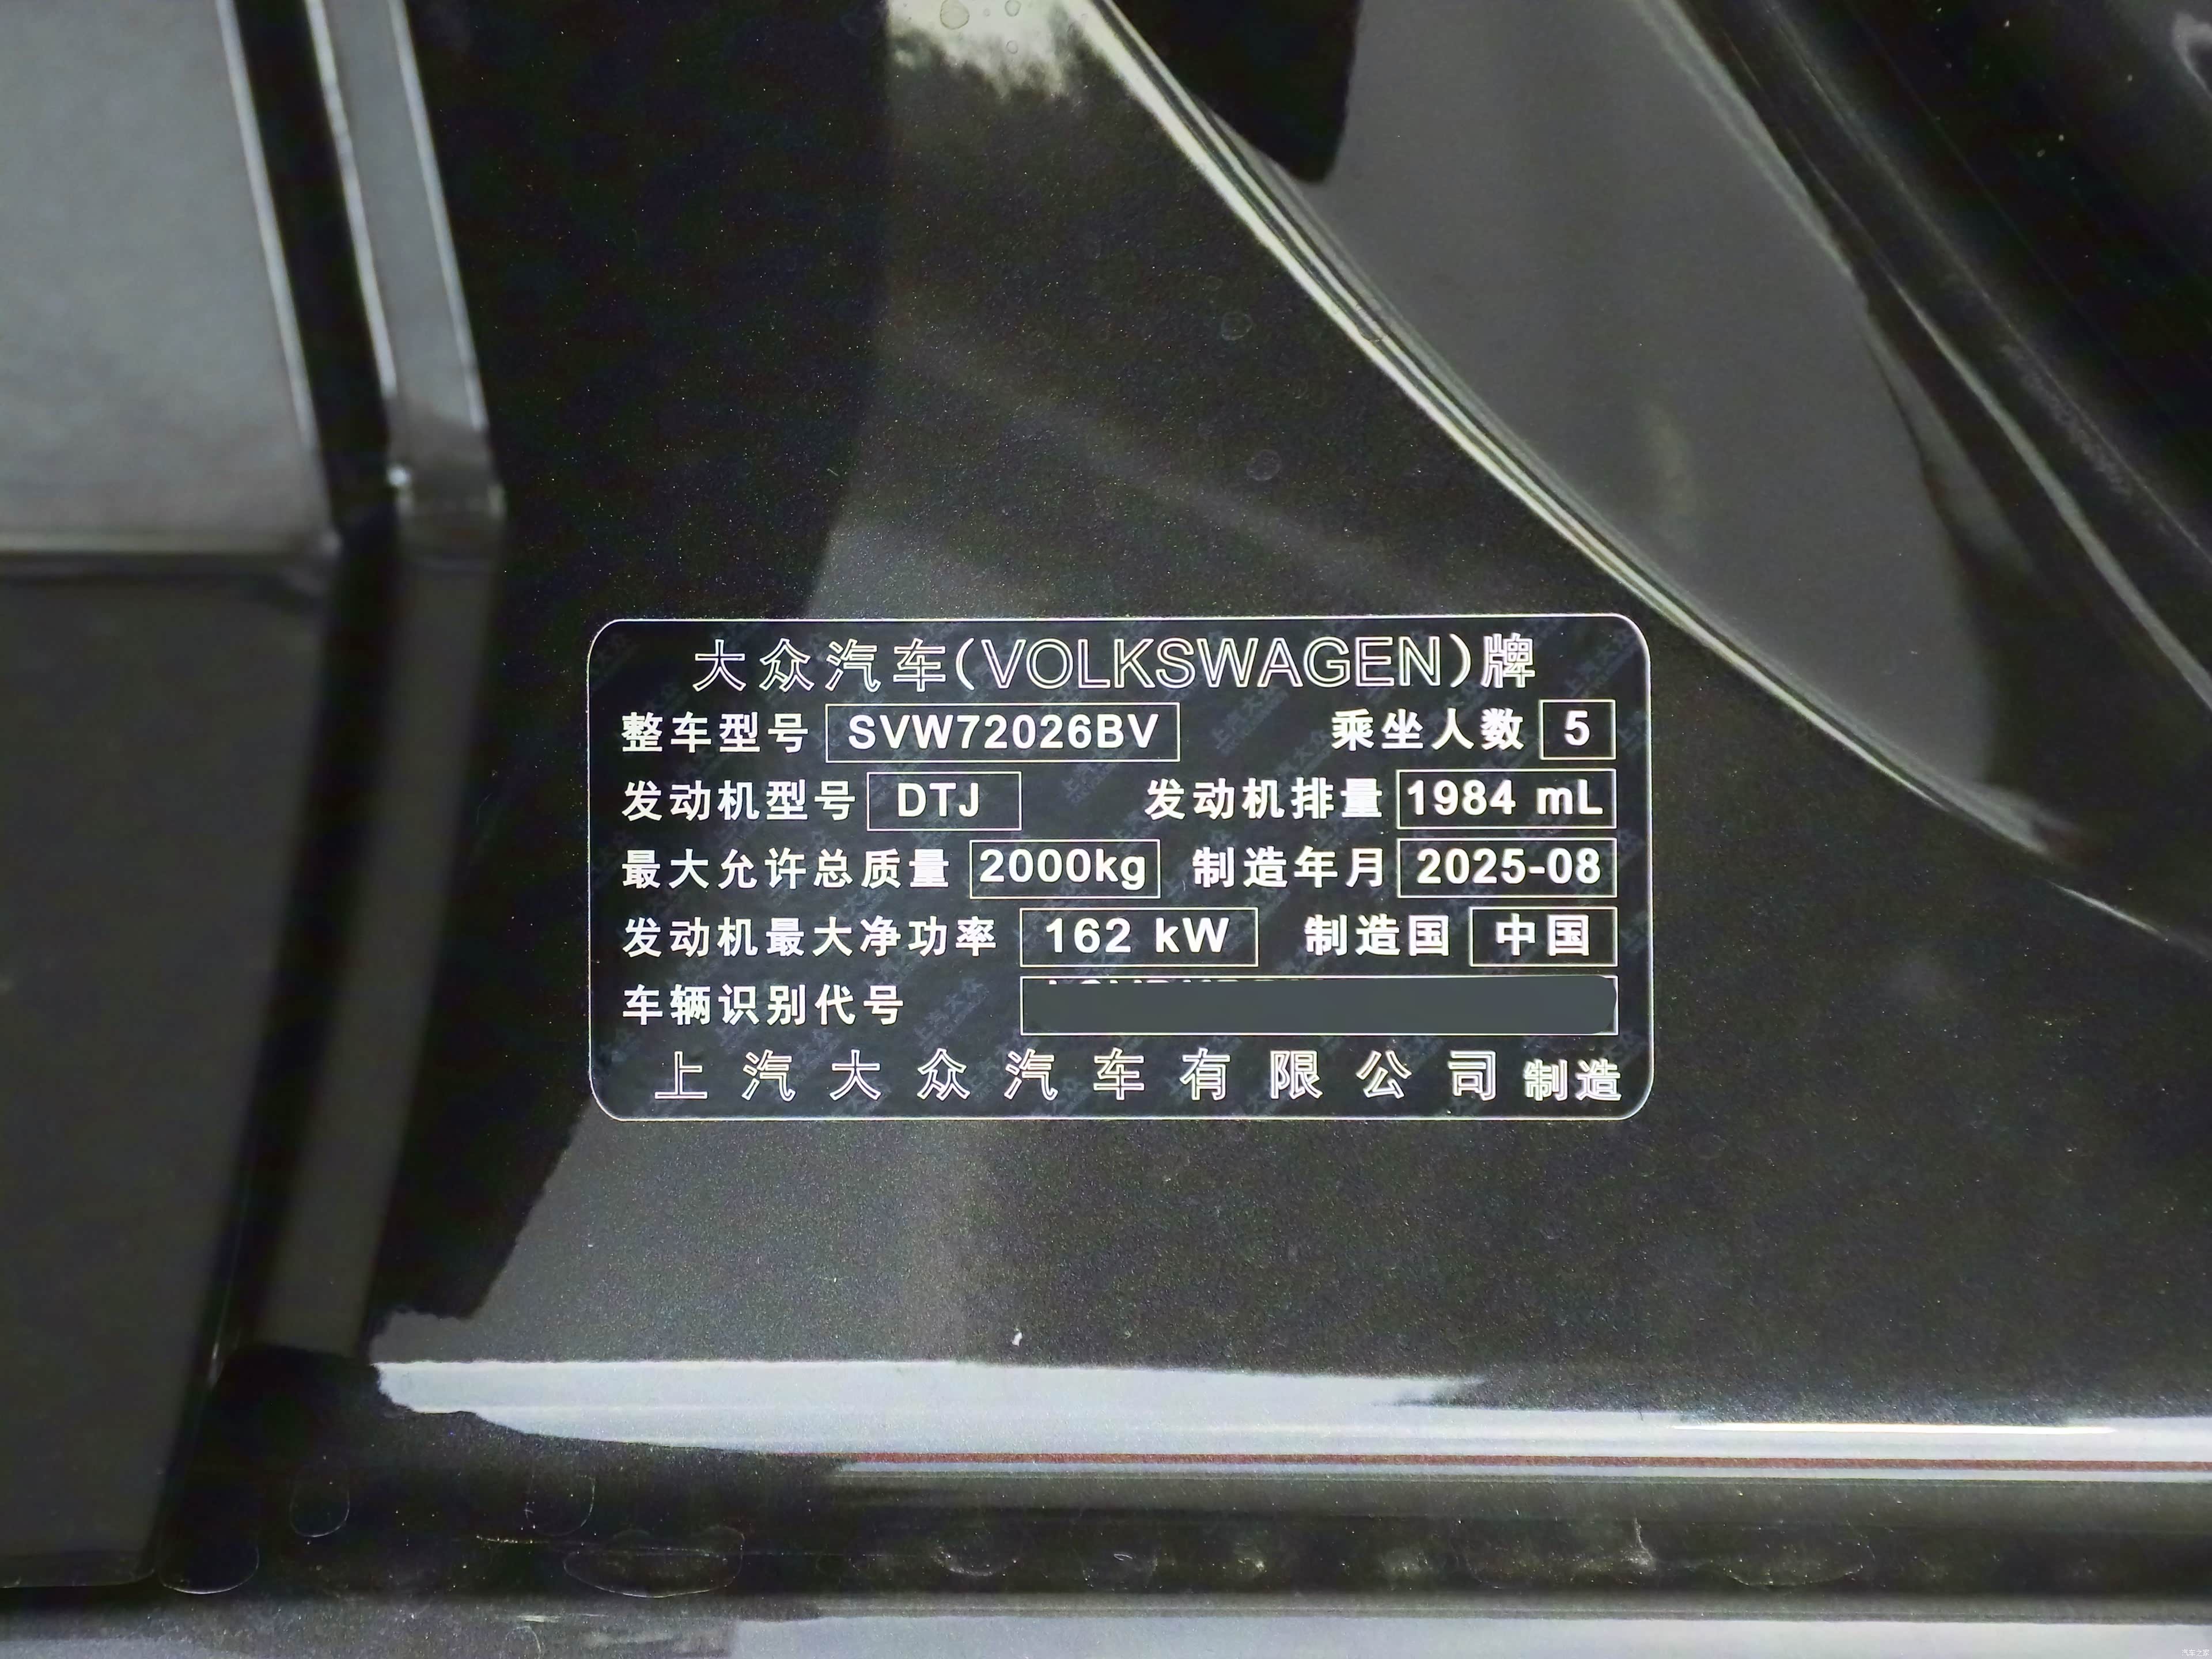 大众汽车(VOLKSWAGEN)牌
整车型号 SVW72026BV 乘坐人数 5
发动机型号 DTJ 发动机排量 1984 mL
最大允许总质量 2000kg 制造年月 2025-08
发动机最大净功率 162 kW 制造国 中国
车辆识别代号
上汽大众汽车有限公司 制造
汽车之家